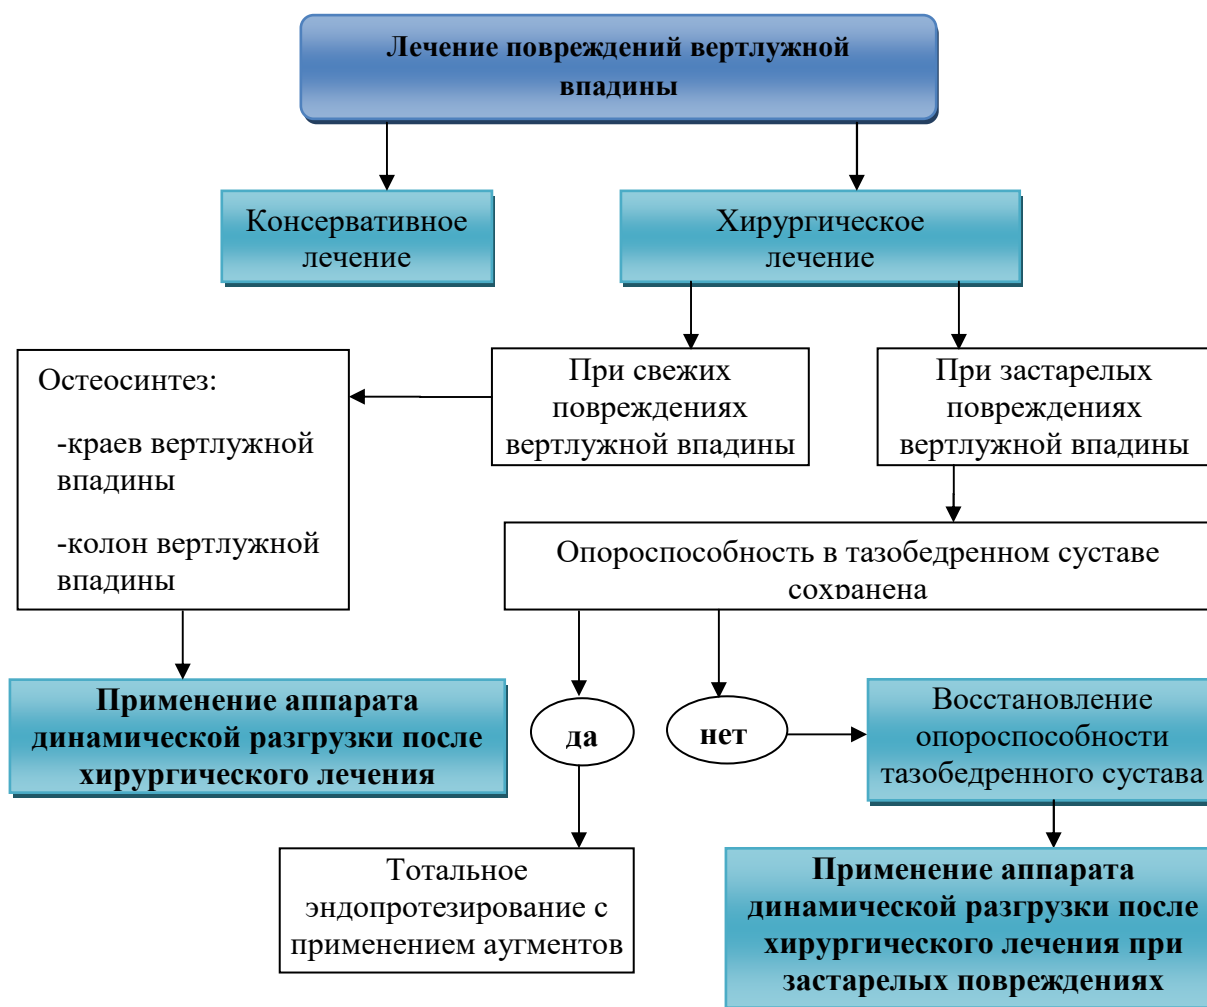 Лечение повреждений вертлужной
впадины
Консервативное
лечение
Хирургическое
лечение
Остеосинтез:
-краев вертлужной
впадины
-колон вертлужной
впадины
При свежих
повреждениях
вертлужной впадины
При застарелых
повреждениях
вертлужной впадины
Опороспособность в тазобедренном суставе
сохранена
Применение аппарата
динамической разгрузки после
хирургического лечения
да
нет
Восстановление
опороспособности
тазобедренного сустава
Тотальное
эндопротезирование с
применением аугментов
Применение аппарата
динамической разгрузки после
хирургического лечения при
застарелых повреждениях